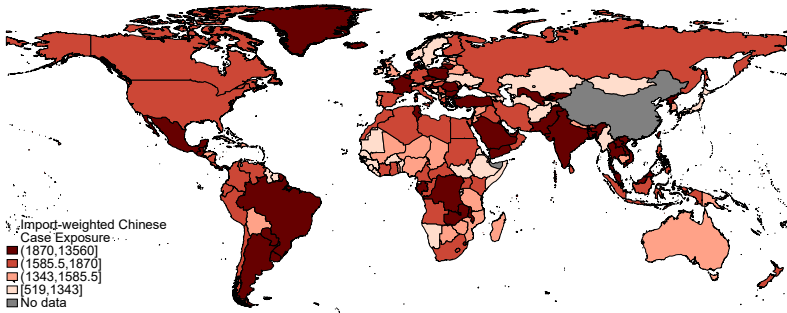 Import-weighted Chinese
Case Exposure
(1870,13560]
(1585.5,1870]
(1343,1585.5]
[519,1343]
No data